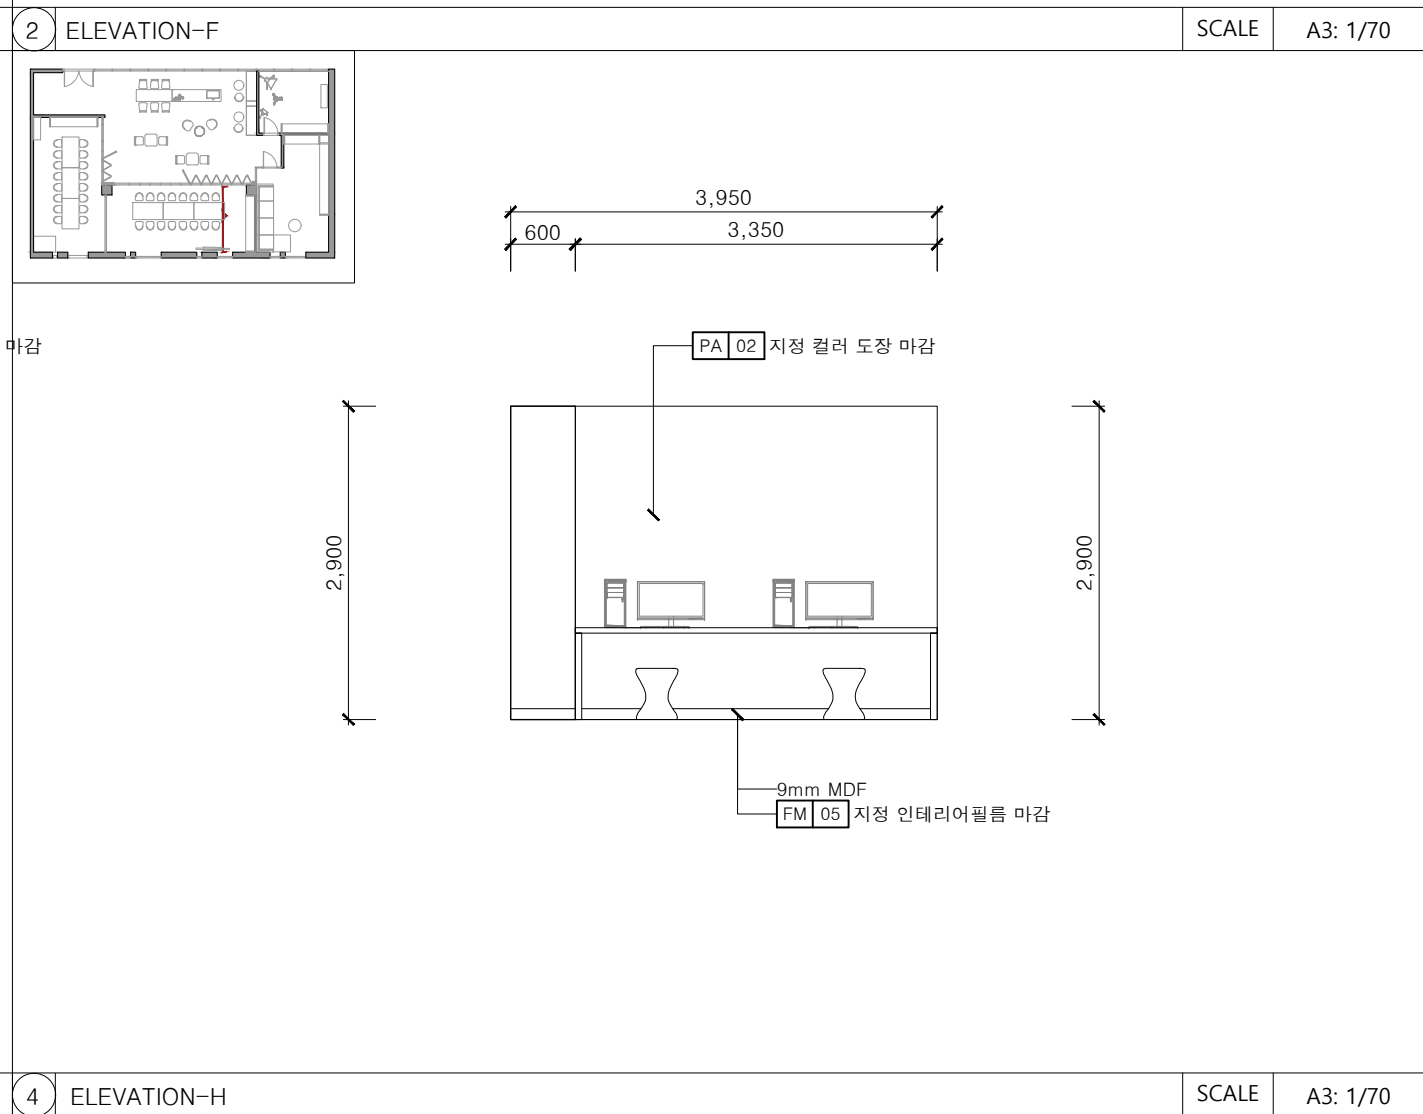 2 ELEVATION-F SCALE A3: 1/70
3,950
600 3,350
마감
PA 02 지정 컬러 도장 마감
2,900
2,900
9mm MDF
FM 05 지정 인테리어필름 마감
4 ELEVATION-H SCALE A3: 1/70